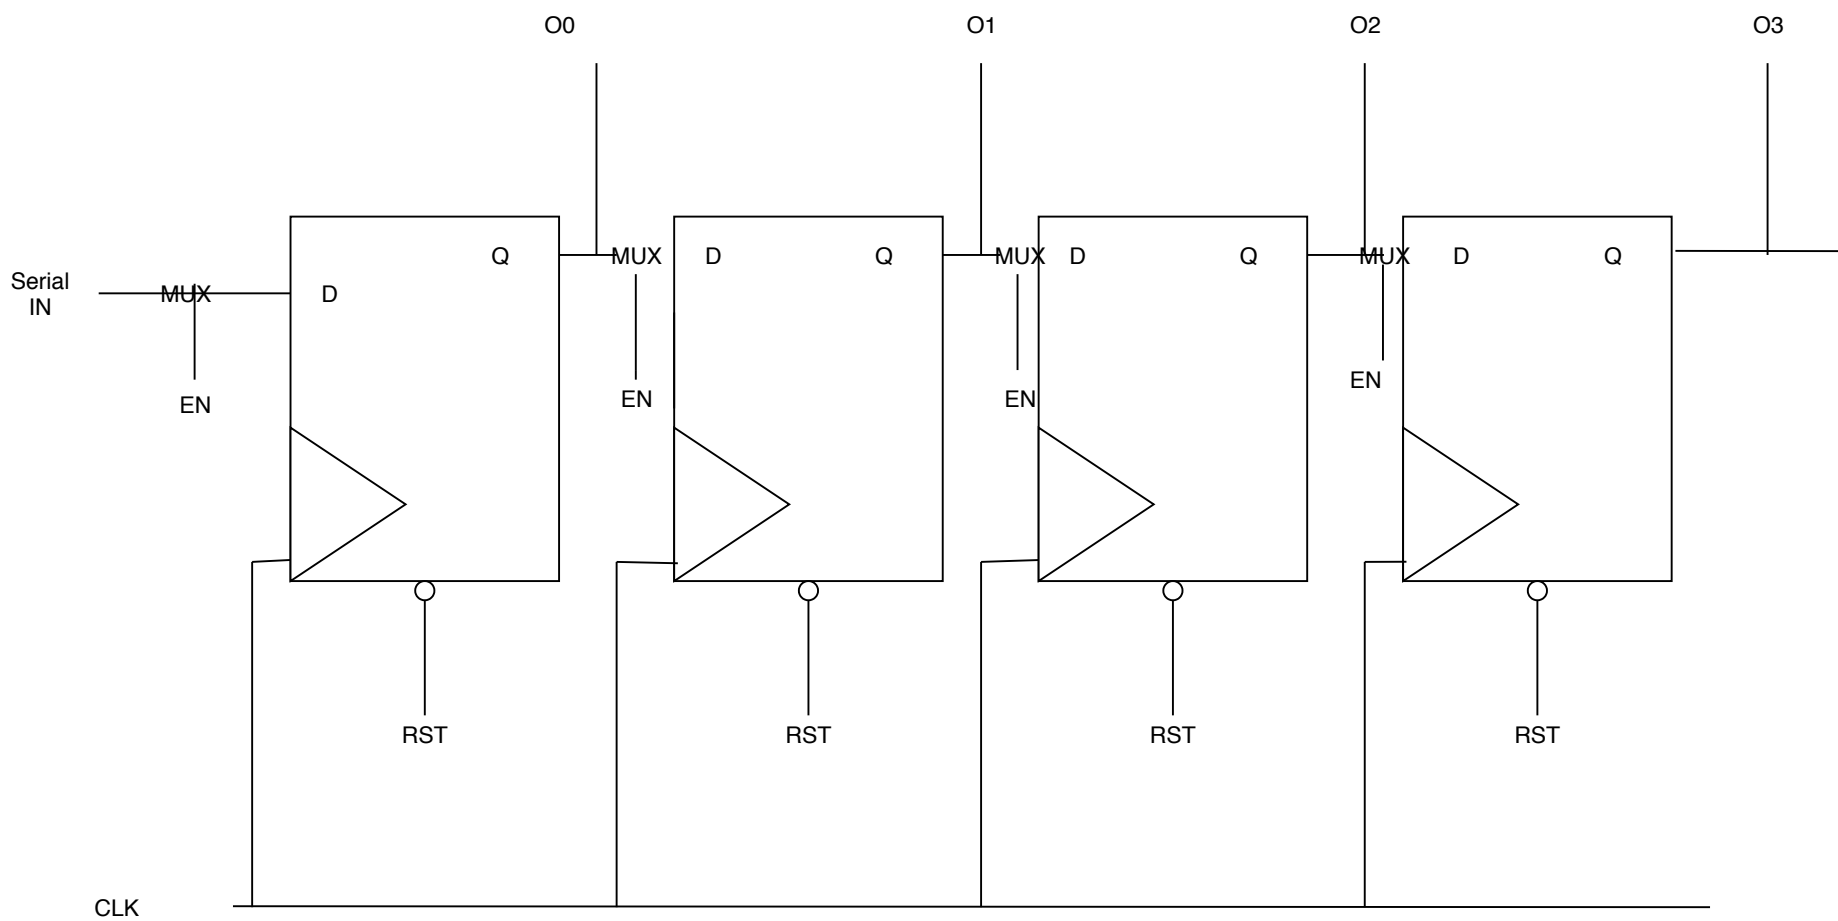 O0
O1
O2
O3
Serial
IN
MUX
D
Q
MUX
D
Q
MUX
D
Q
MUX
D
Q
EN
EN
EN
EN
RST
RST
RST
RST
CLK